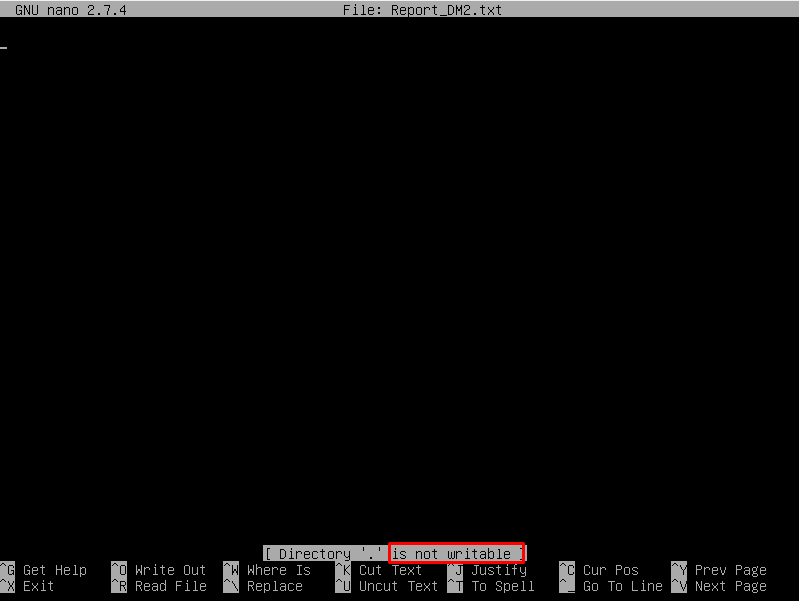 GNU nano 2.7.4 File: Report_DM2.txt
[ Directory '.' is not writable ]
^G Get Help ^O Write Out ^W Where Is ^K Cut Text ^J Justify ^C Cur Pos ^Y Prev Page
^X Exit ^R Read File ^\ Replace ^U Uncut Text ^T To Spell ^_ Go To Line ^V Next Page